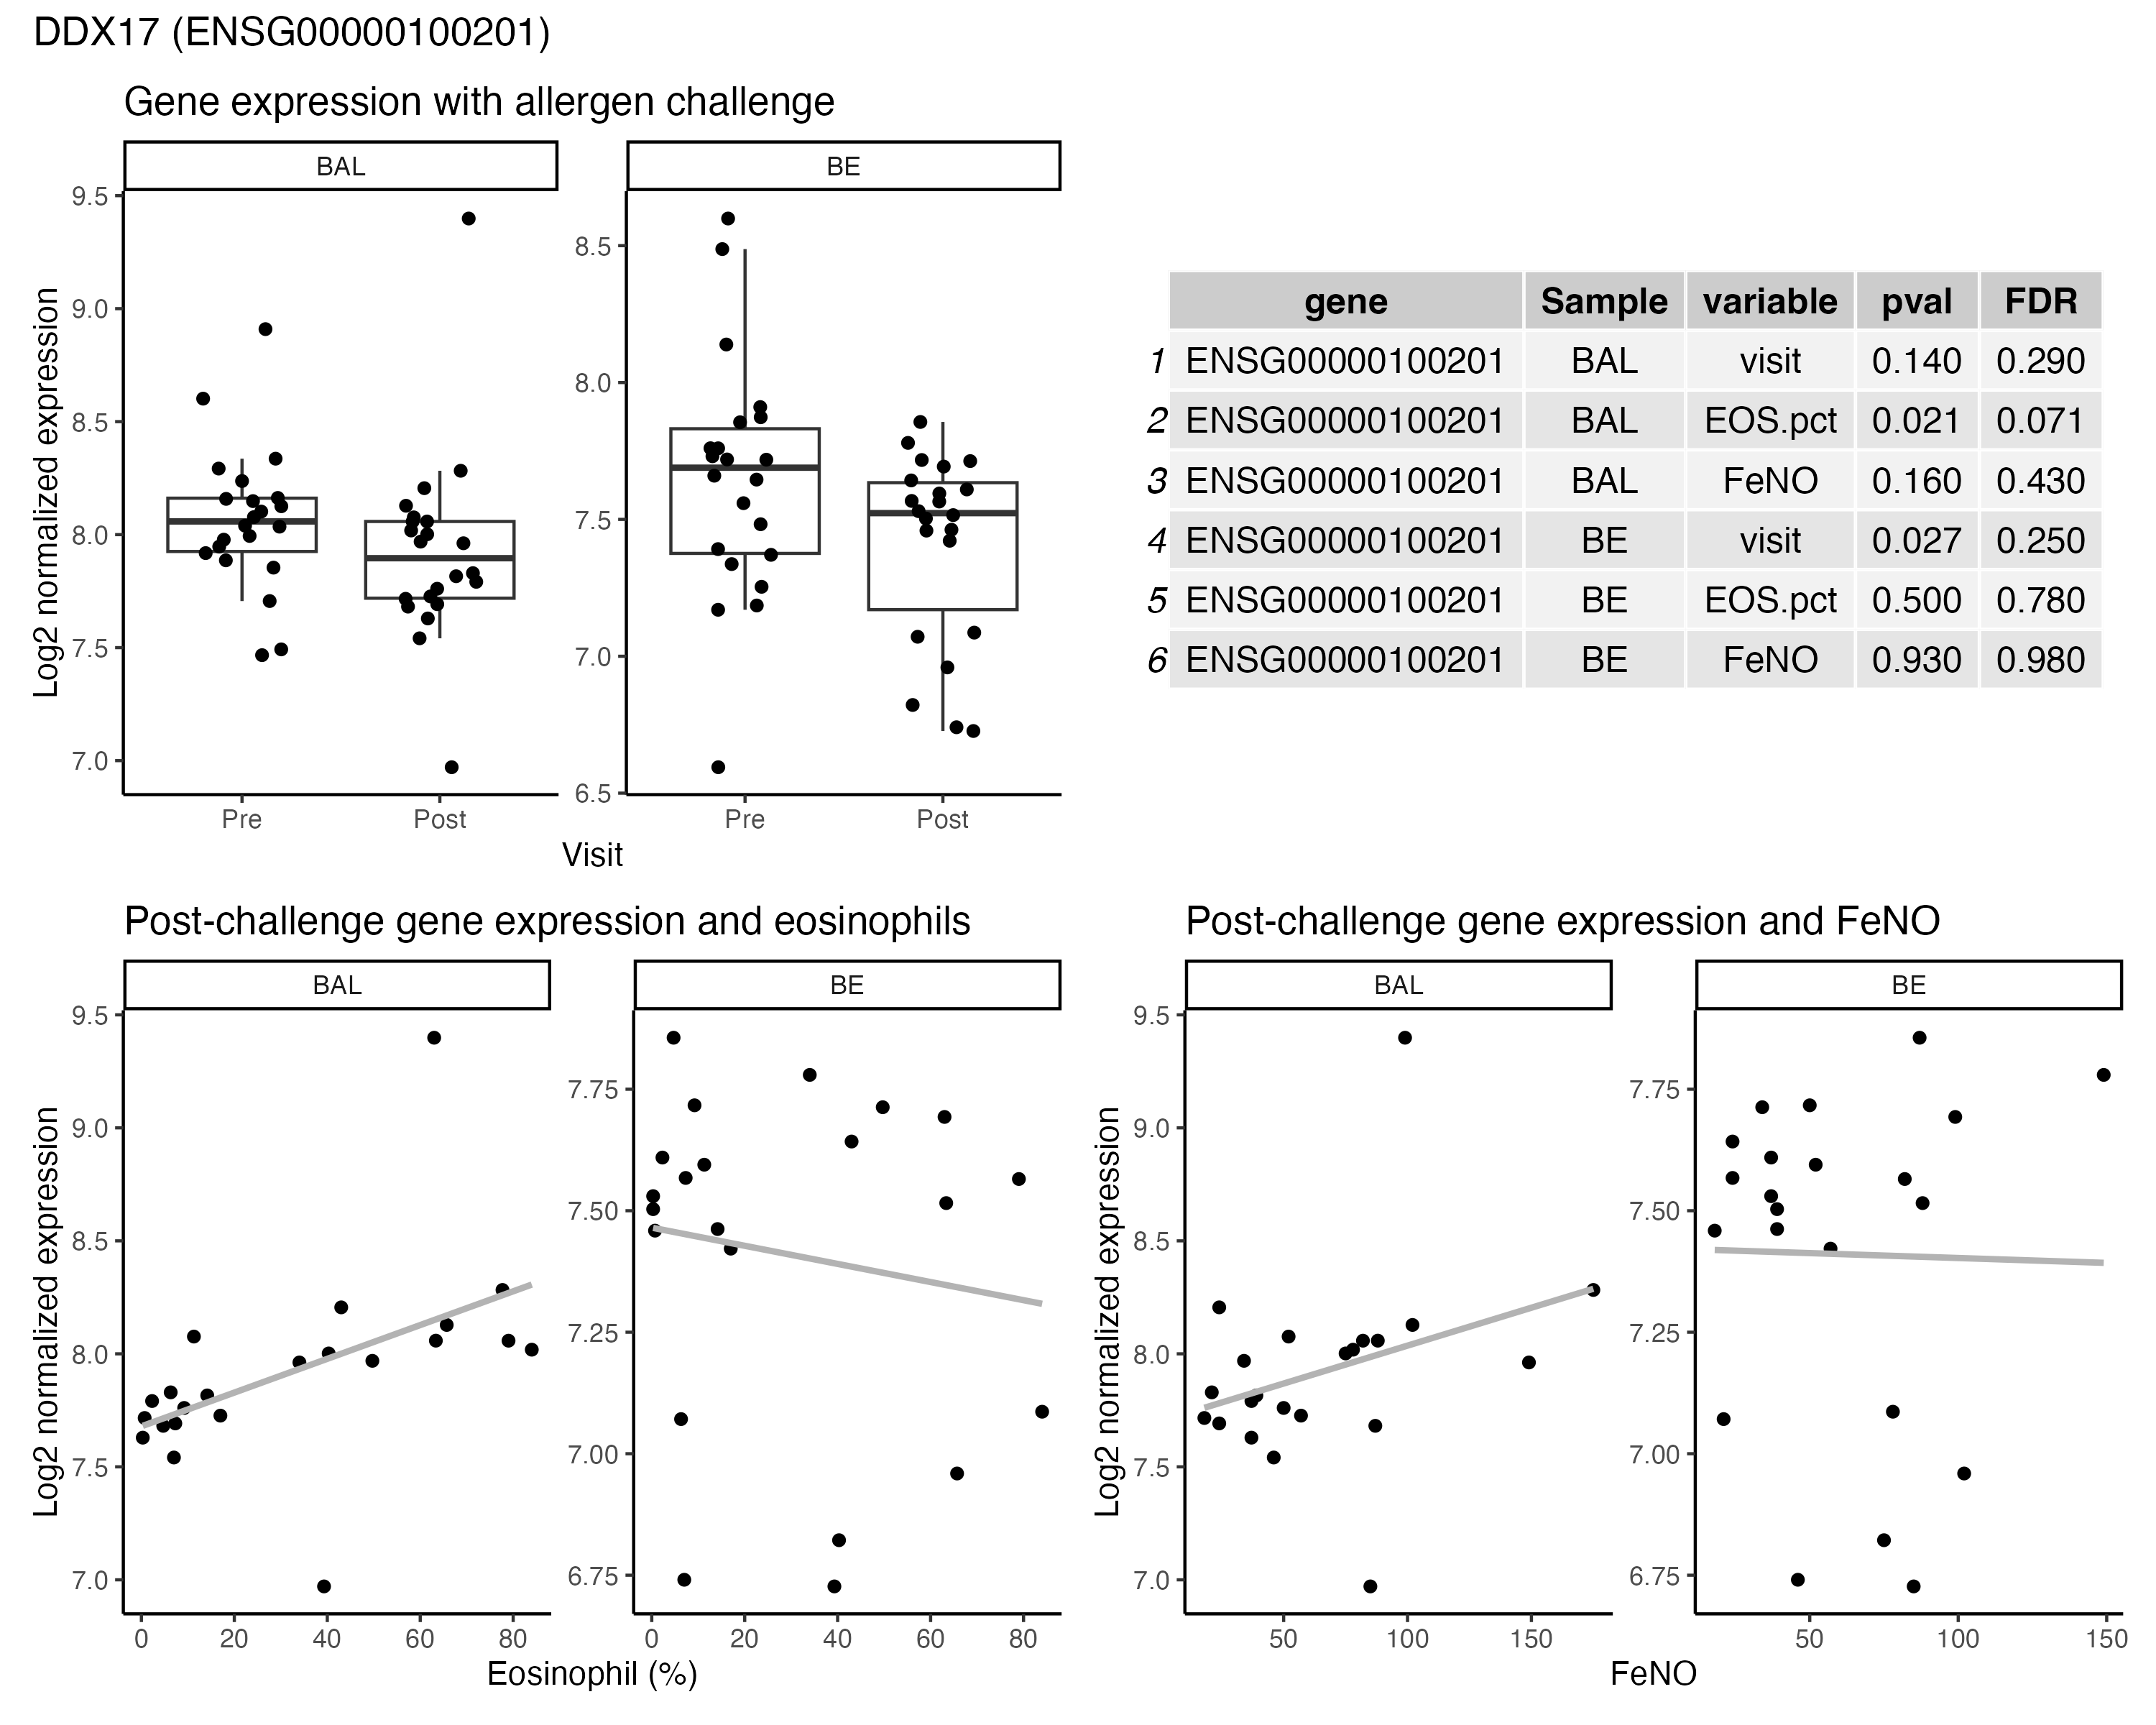 DDX17 (ENSG00000100201)
Gene expression with allergen challenge
BAL
BE
Log2 normalized expression
9.5
9.0
8.5
8.0
7.5
7.0
8.5
8.0
7.5
7.0
6.5
Pre
Post
Pre
Post
Visit
gene Sample variable pval FDR
1 ENSG00000100201 BAL visit 0.140 0.290
2 ENSG00000100201 BAL EOS.pct 0.021 0.071
3 ENSG00000100201 BAL FeNO 0.160 0.430
4 ENSG00000100201 BE visit 0.027 0.250
5 ENSG00000100201 BE EOS.pct 0.500 0.780
6 ENSG00000100201 BE FeNO 0.930 0.980
Post-challenge gene expression and eosinophils
BAL
BE
Log2 normalized expression
9.5
9.0
8.5
8.0
7.5
7.0
7.75
7.50
7.25
7.00
6.75
0 20 40 60 80
0 20 40 60 80
Eosinophil (%)
Post-challenge gene expression and FeNO
BAL
BE
Log2 normalized expression
9.5
9.0
8.5
8.0
7.5
7.0
7.75
7.50
7.25
7.00
6.75
50 100 150
50 100 150
FeNO